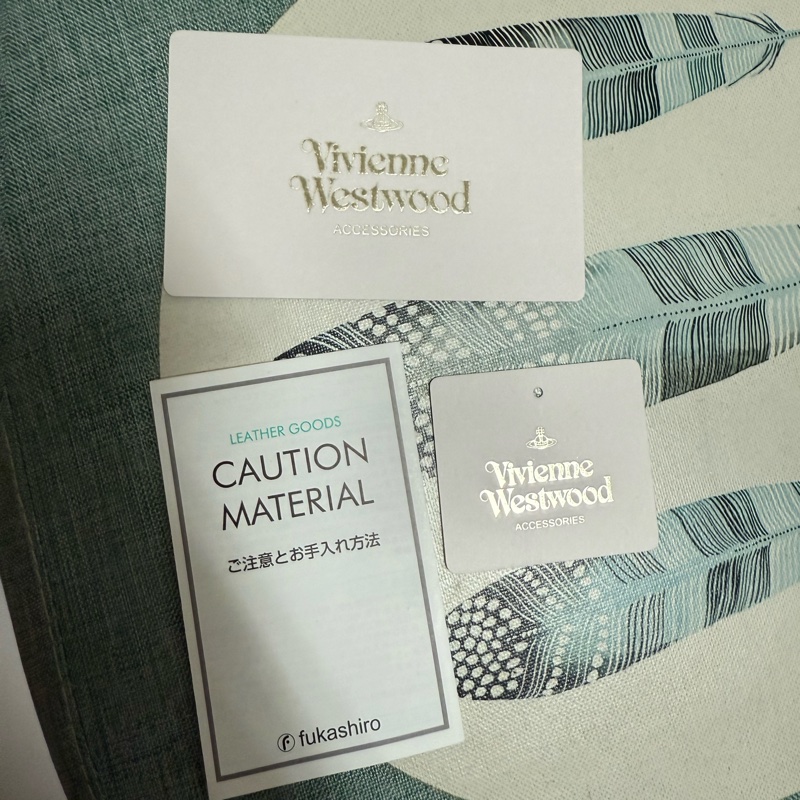 Vivienne
Westwood
ACCESSORIES
LEATHER GOODS
CAUTION
MATERIAL
ご注意とお手入れ方法
fukashiro
Vivienne
Westwood
ACCESSORIES